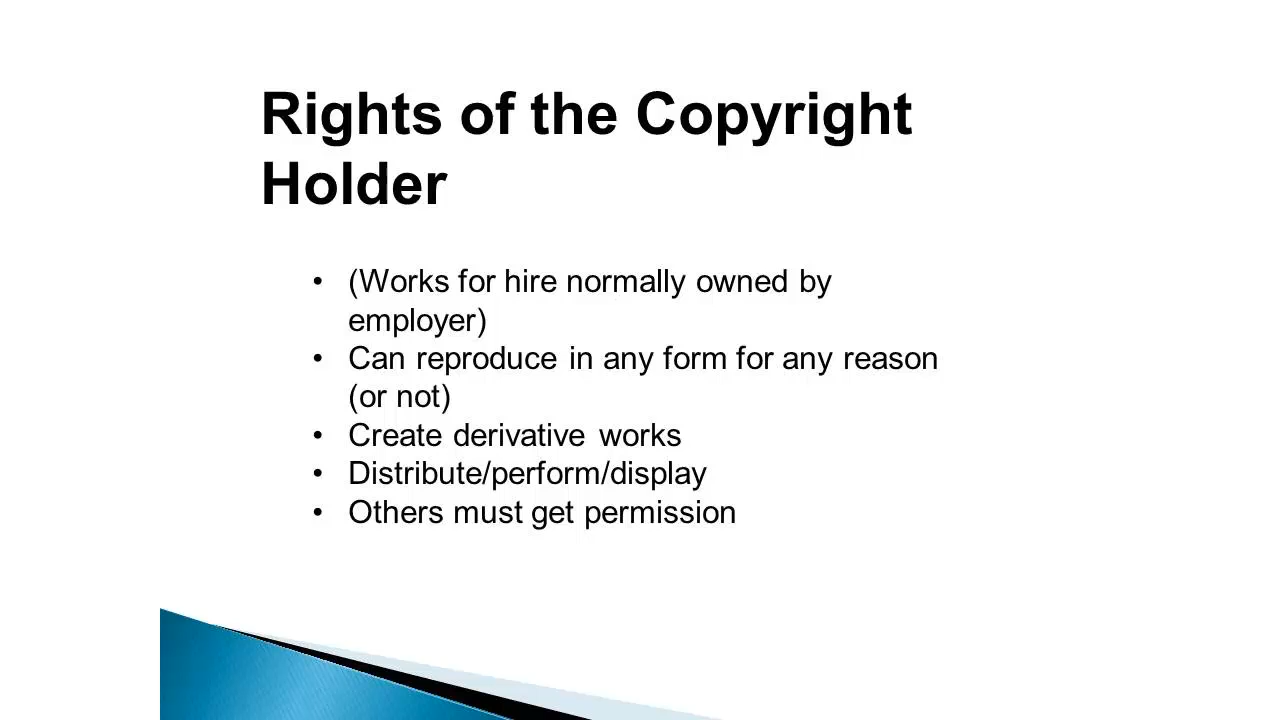 Rights of the Copyright
Holder
• (Works for hire normally owned by
employer)
• Can reproduce in any form for any reason
(or not)
• Create derivative works
• Distribute/perform/display
• Others must get permission